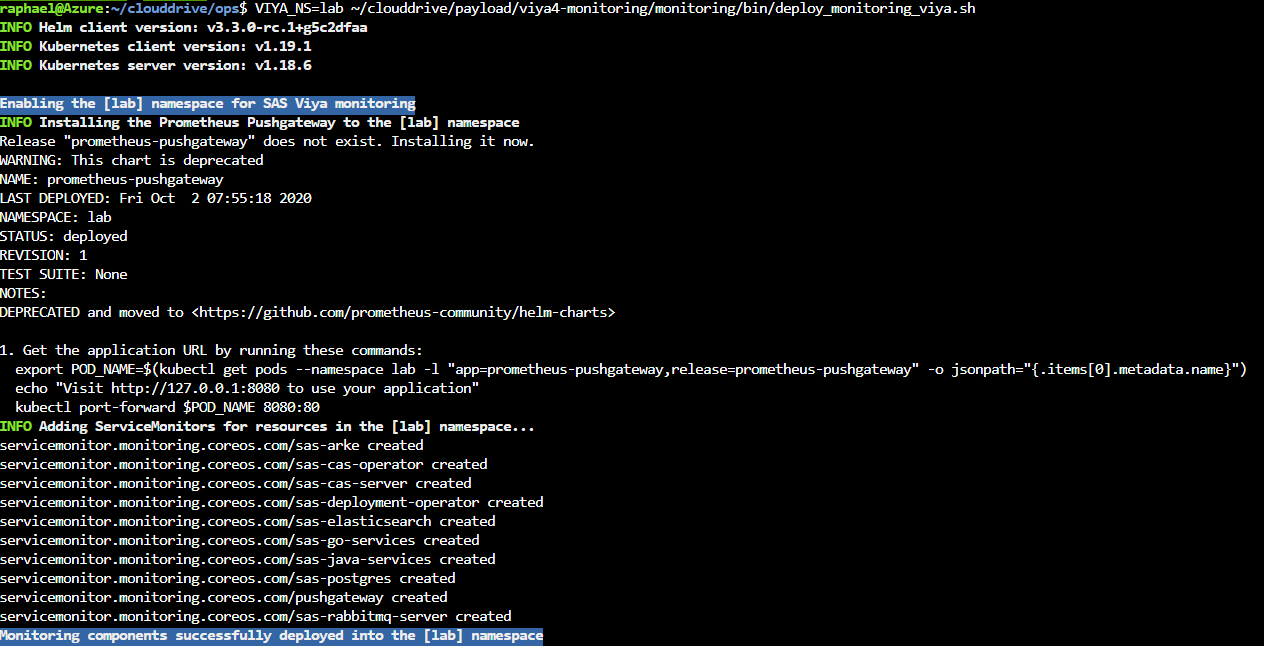 raphael@Azure:~/clouddrive/ops$ VIYA_NS=lab ~/clouddrive/payload/viya4-monitoring/monitoring/bin/deploy_monitoring_viya.sh
INFO Helm client version: v3.3.0-rc.1+g5c2dfaa
INFO Kubernetes client version: v1.19.1
INFO Kubernetes server version: v1.18.6
Enabling the [lab] namespace for SAS Viya monitoring
INFO Installing the Prometheus Pushgateway to the [lab] namespace
Release "prometheus-pushgateway" does not exist. Installing it now.
WARNING: This chart is deprecated
NAME: prometheus-pushgateway
LAST DEPLOYED: Fri Oct  2 07:55:18 2020
NAMESPACE: lab
STATUS: deployed
REVISION: 1
TEST SUITE: None
NOTES:
DEPRECATED and moved to <https://github.com/prometheus-community/helm-charts>
1. Get the application URL by running these commands:
  export POD_NAME=$(kubectl get pods --namespace lab -l "app=prometheus-pushgateway,release=prometheus-pushgateway" -o jsonpath="{.items[0].metadata.name}")
  echo "Visit http://127.0.0.1:8080 to use your application"
  kubectl port-forward $POD_NAME 8080:80
INFO Adding ServiceMonitors for resources in the [lab] namespace...
servicemonitor.monitoring.coreos.com/sas-arke created
servicemonitor.monitoring.coreos.com/sas-cas-operator created
servicemonitor.monitoring.coreos.com/sas-cas-server created
servicemonitor.monitoring.coreos.com/sas-deployment-operator created
servicemonitor.monitoring.coreos.com/sas-elasticsearch created
servicemonitor.monitoring.coreos.com/sas-go-services created
servicemonitor.monitoring.coreos.com/sas-java-services created
servicemonitor.monitoring.coreos.com/sas-postgres created
servicemonitor.monitoring.coreos.com/pushgateway created
servicemonitor.monitoring.coreos.com/sas-rabbitmq-server created
Monitoring components successfully deployed into the [lab] namespace